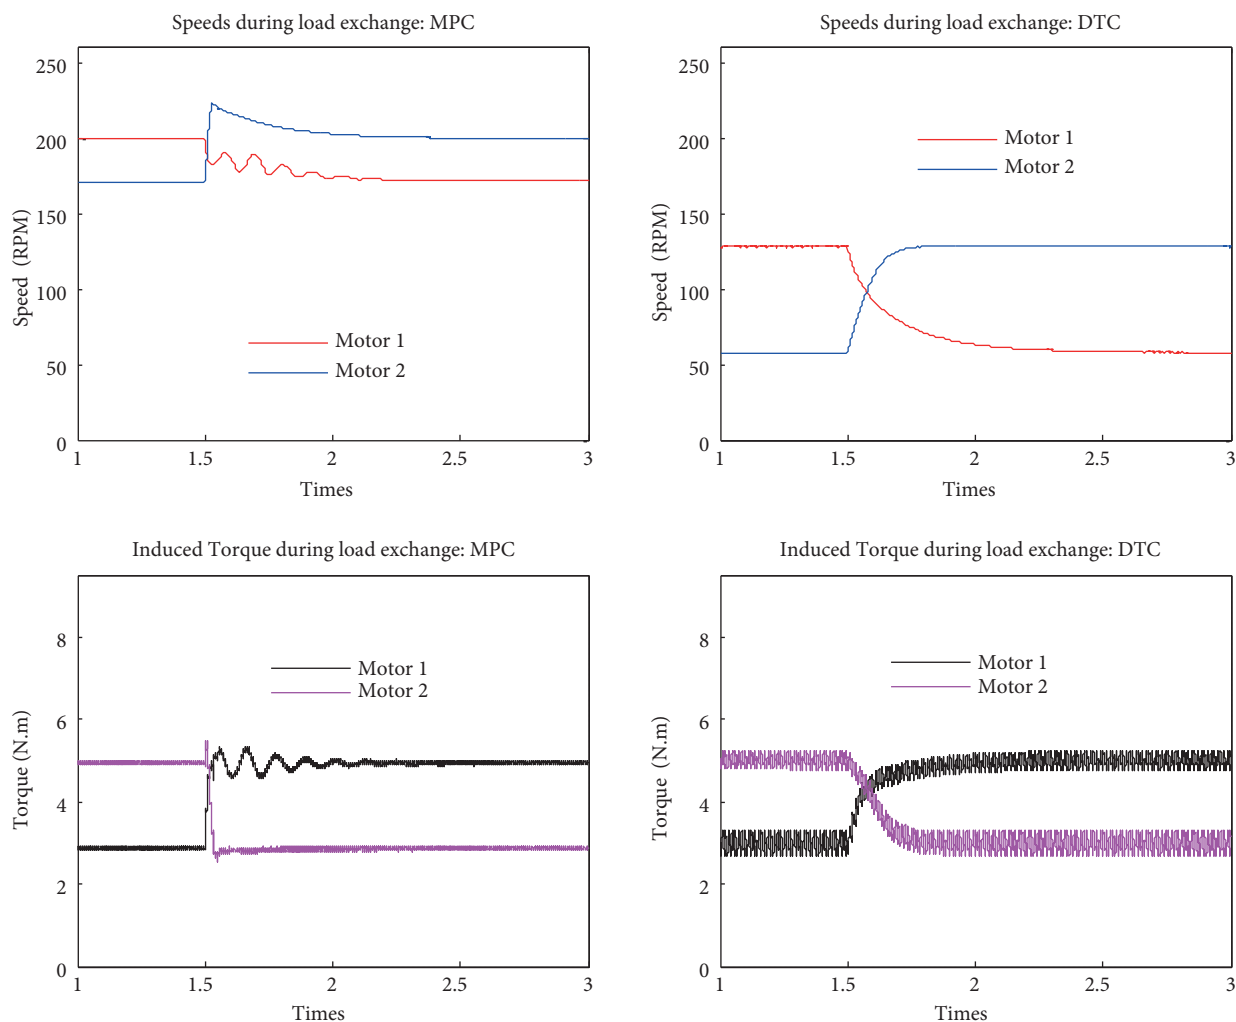 Speeds during load exchange: MPC
250
200
150
100
50
0
Speed (RPM)
Motor 1
Motor 2
1
1.5
2
2.5
3
Times
Speeds during load exchange: DTC
250
200
150
100
50
0
Speed (RPM)
Motor 1
Motor 2
1
1.5
2
2.5
3
Times
Induced Torque during load exchange: MPC
8
6
4
2
0
Torque (N.m)
Motor 1
Motor 2
1
1.5
2
2.5
3
Times
Induced Torque during load exchange: DTC
8
6
4
2
0
Torque (N.m)
Motor 1
Motor 2
1
1.5
2
2.5
3
Times